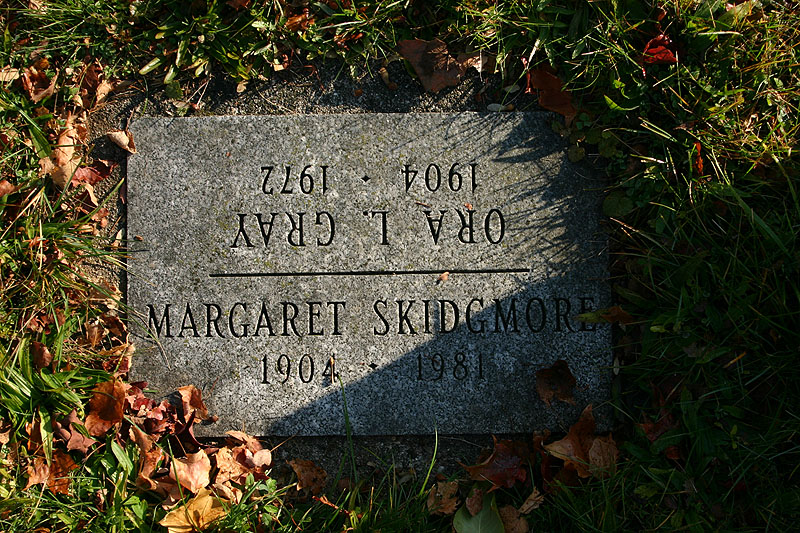 ORA L. GRAY
1904 · 1972
MARGARET SKIDGMORE
1904 · 1981